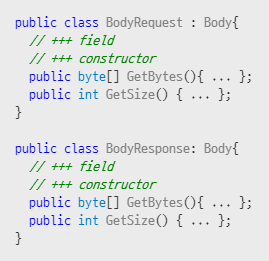 public class BodyRequest : Body{
// +++ field
// +++ constructor
public byte[] GetBytes(){ ... };
public int GetSize() { ... };
}
public class BodyResponse: Body{
// +++ field
// +++ constructor
public byte[] GetBytes(){ ... };
public int GetSize() { ... };
}